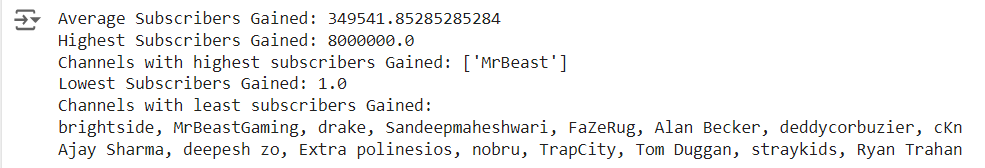 Average Subscribers Gained: 349541.85285285284
Highest Subscribers Gained: 8000000.0
Channels with highest subscribers Gained: ['MrBeast']
Lowest Subscribers Gained: 1.0
Channels with least subscribers Gained:
brightside, MrBeastGaming, drake, Sandeepmaheshwari, FaZeRug, Alan Becker, deddycorbuzier, cKn
Ajay Sharma, deepesh zo, Extra polinesios, nobru, TrapCity, Tom Duggan, straykids, Ryan Trahan